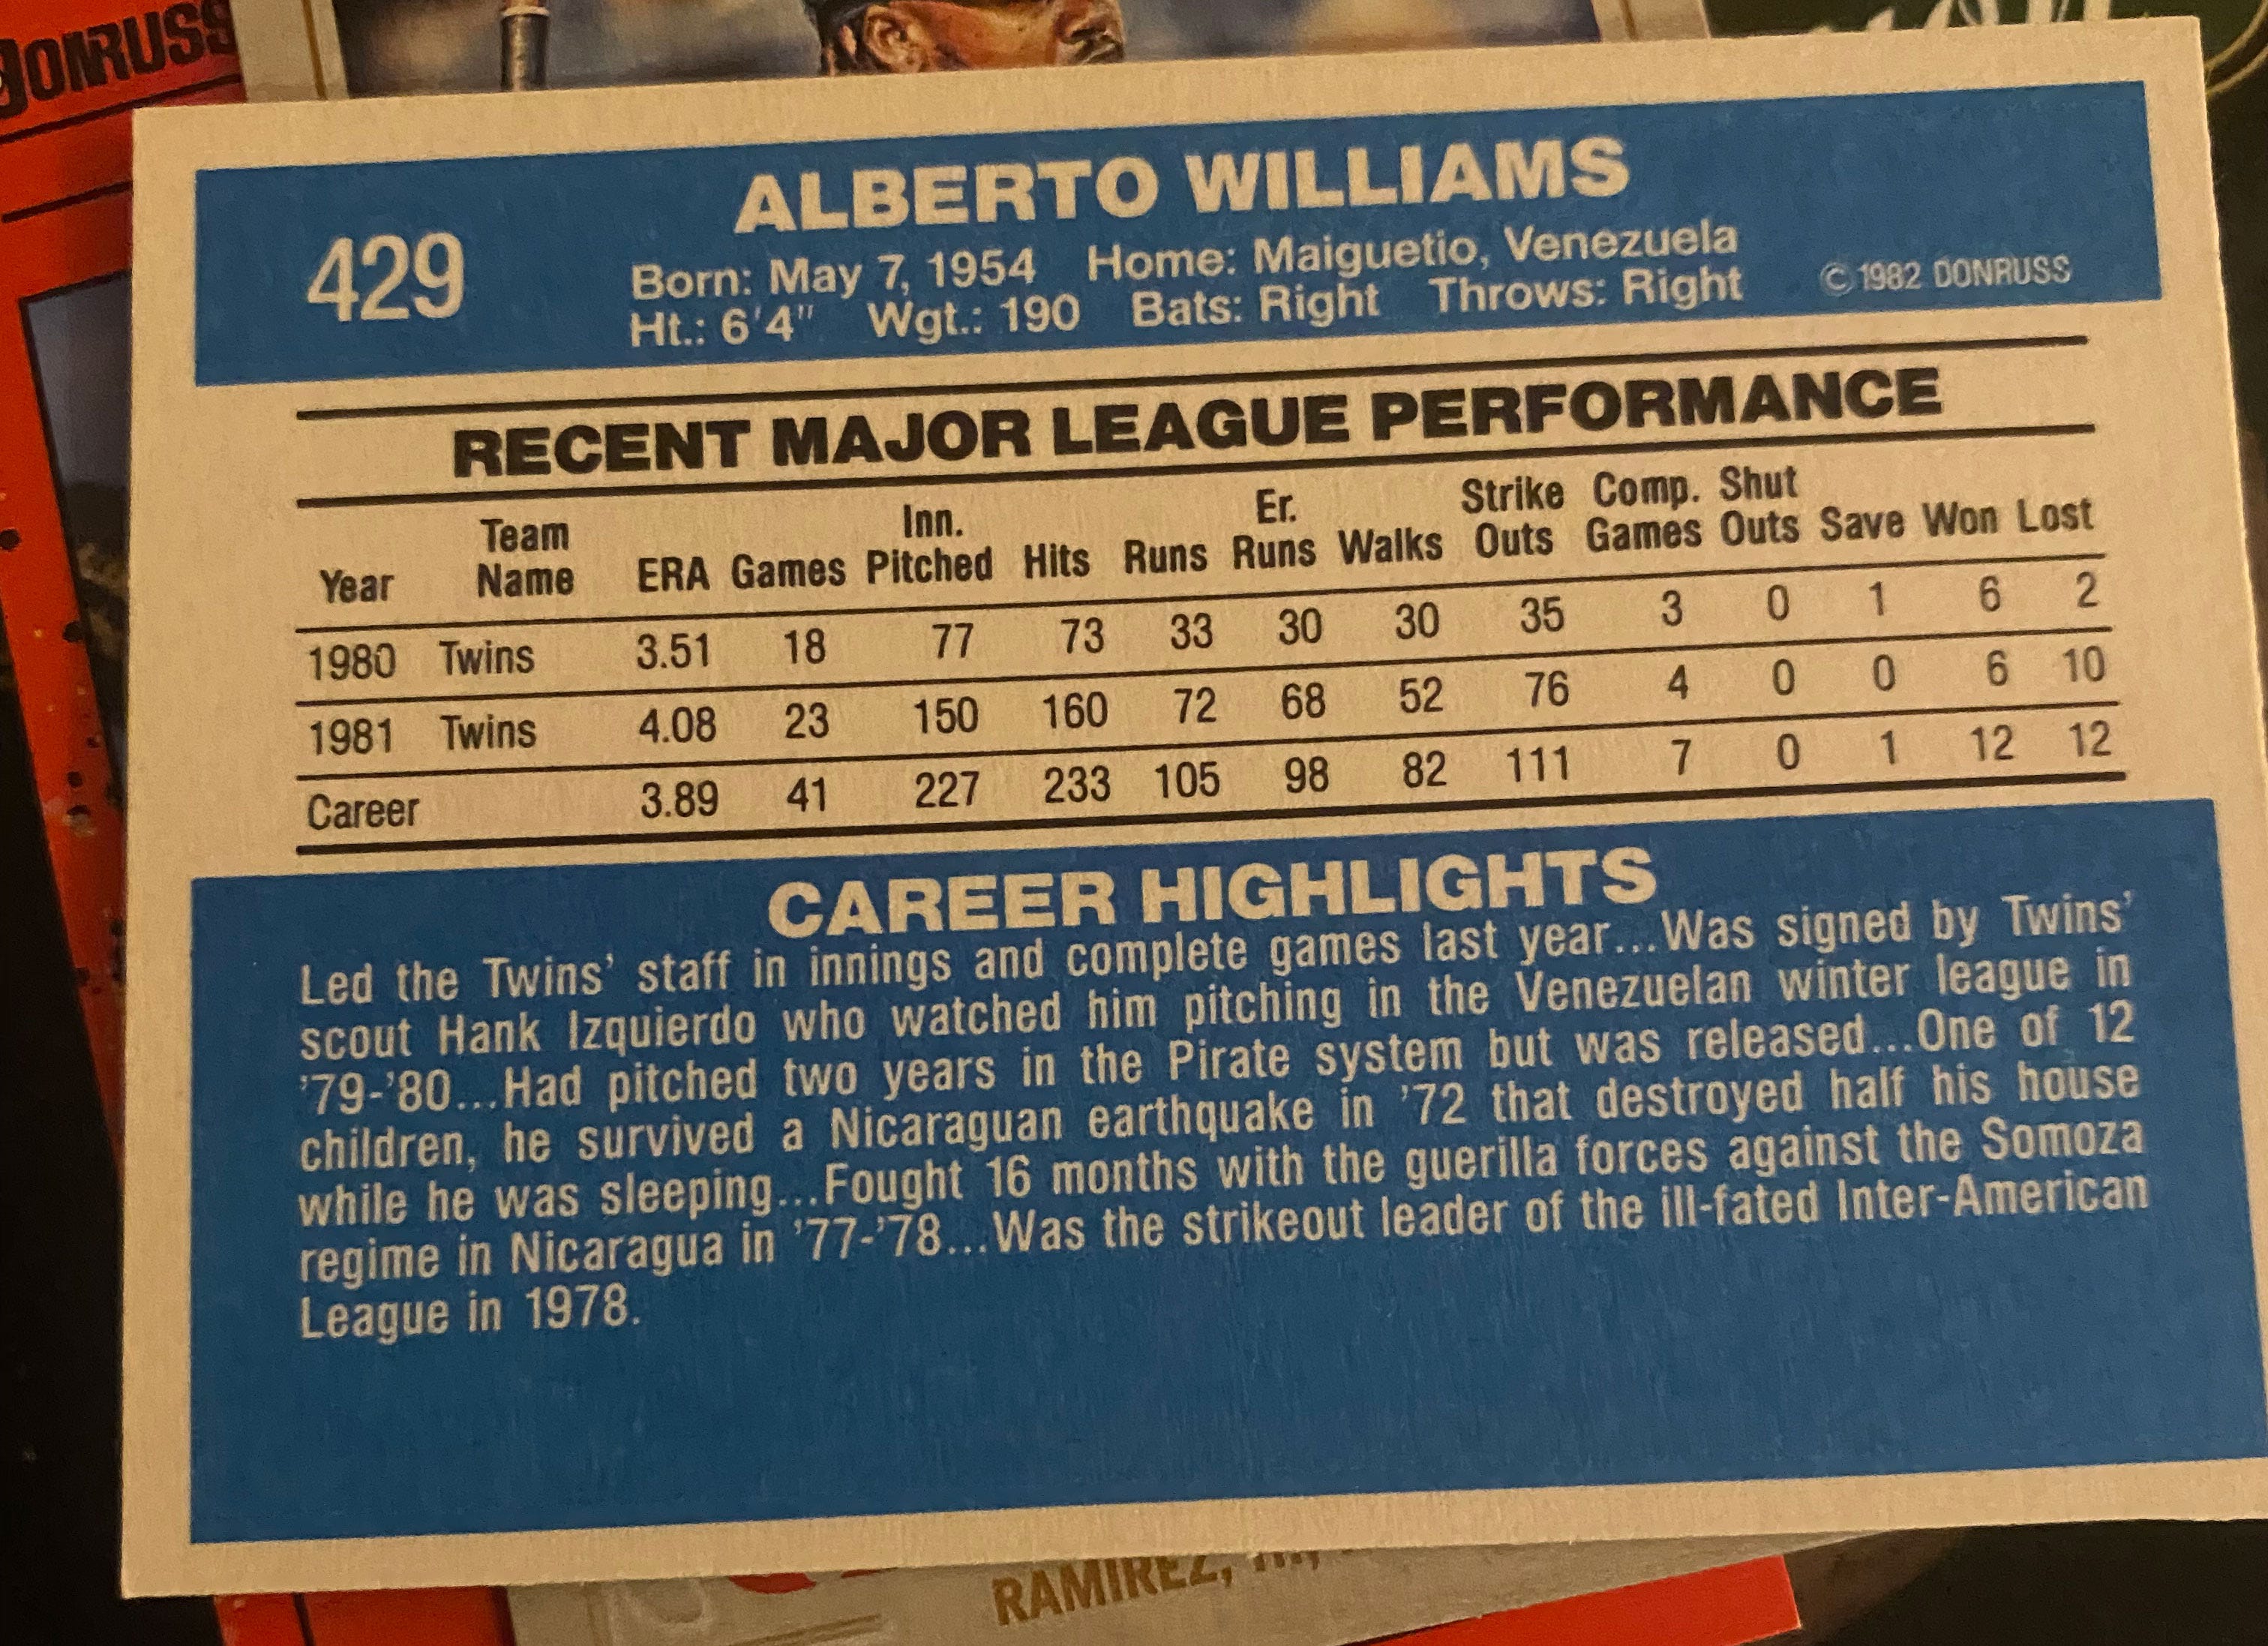 DONRUSS
429
ALBERTO WILLIAMS
Born: May 7, 1954 Home: Maiguetio, Venezuela
Ht.: 6'4" Wgt.: 190 Bats: Right Throws: Right
© 1982 DONRUSS
RECENT MAJOR LEAGUE PERFORMANCE
Year Team Name ERA Games Inn. Pitched Hits Runs Er. Runs Walks Strike Outs Comp. Games Shut Outs Save Won Lost
1980 Twins 3.51 18 77 73 33 30 30 35 3 0 1 6 2
1981 Twins 4.08 23 150 160 72 68 52 76 4 0 0 6 10
Career 3.89 41 227 233 105 98 82 111 7 0 1 12 12
CAREER HIGHLIGHTS
Led the Twins' staff in innings and complete games last year...Was signed by Twins'
scout Hank Izquierdo who watched him pitching in the Venezuelan winter league in
'79-'80...Had pitched two years in the Pirate system but was released...One of 12
children, he survived a Nicaraguan earthquake in '72 that destroyed half his house
while he was sleeping...Fought 16 months with the guerilla forces against the Somoza
regime in Nicaragua in '77-'78...Was the strikeout leader of the ill-fated Inter-American
League in 1978.
RAMIREZ,